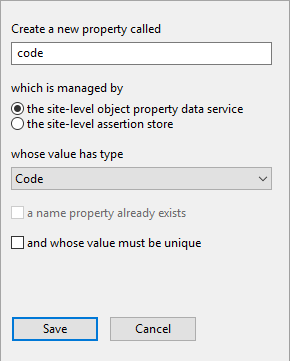 Create a new property called
code
which is managed by
the site-level object property data service
the site-level assertion store
whose value has type
Code
a name property already exists
and whose value must be unique
Save Cancel